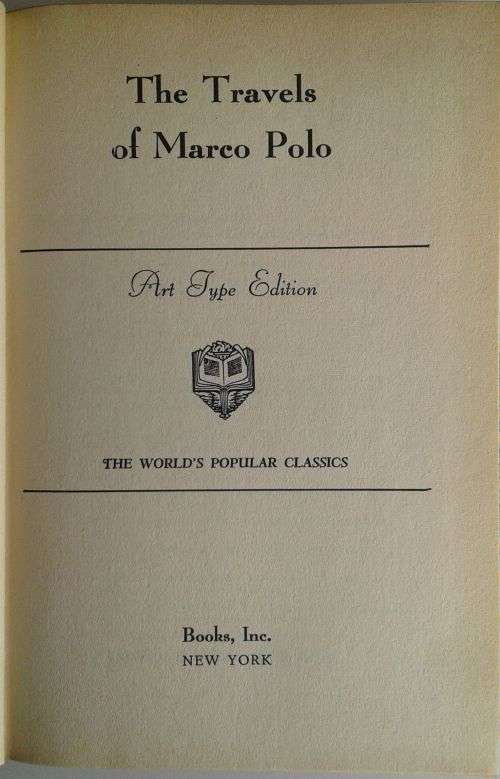 The Travels
of Marco Polo
Art Type Edition
THE WORLD'S POPULAR CLASSICS
Books, Inc.
NEW YORK